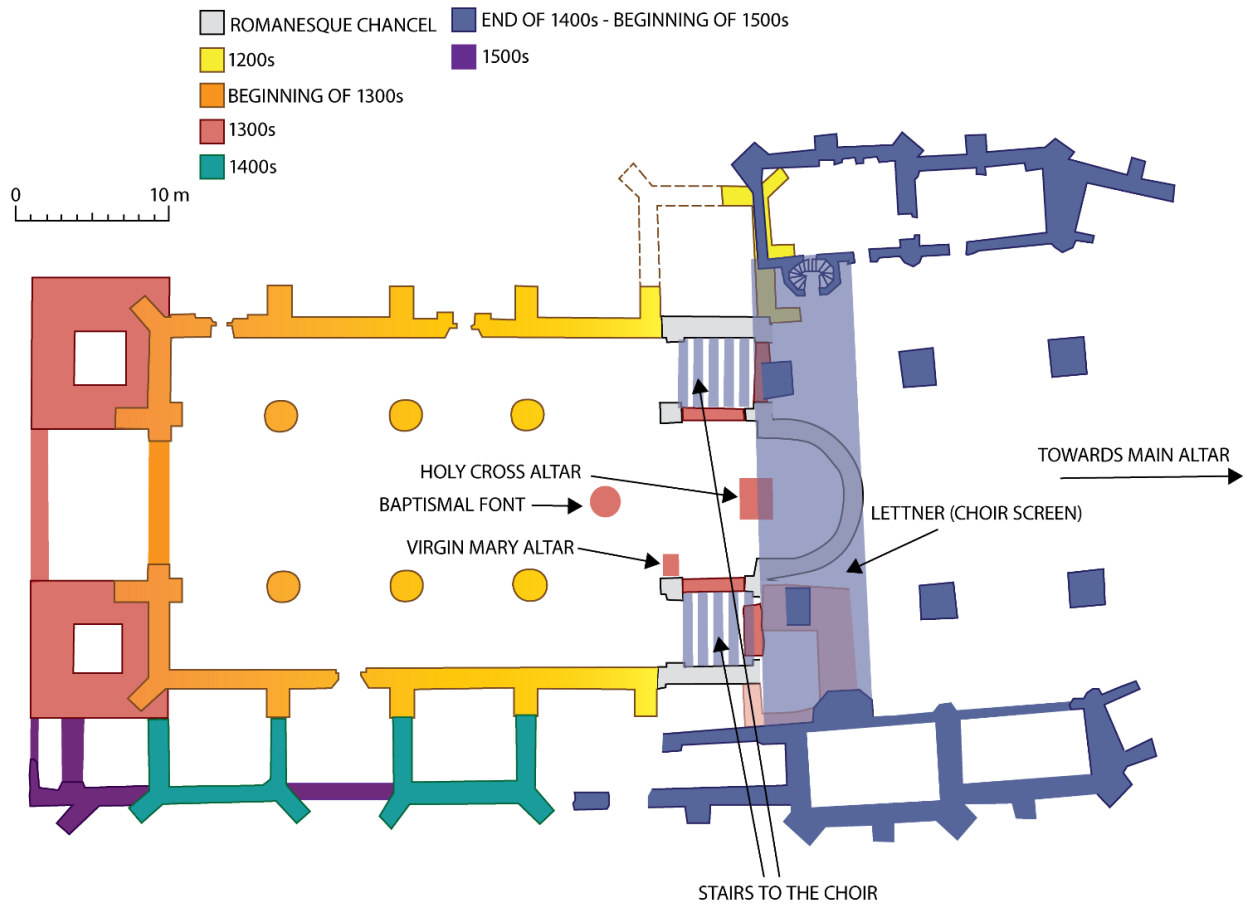 ROMANESQUE CHANCEL
1200s
BEGINNING OF 1300s
1300s
1400s
END OF 1400s - BEGINNING OF 1500s
1500s
0 10 m
HOLY CROSS ALTAR
BAPTISMAL FONT
VIRGIN MARY ALTAR
TOWARDS MAIN ALTAR
LETTNER (CHOIR SCREEN)
STAIRS TO THE CHOIR